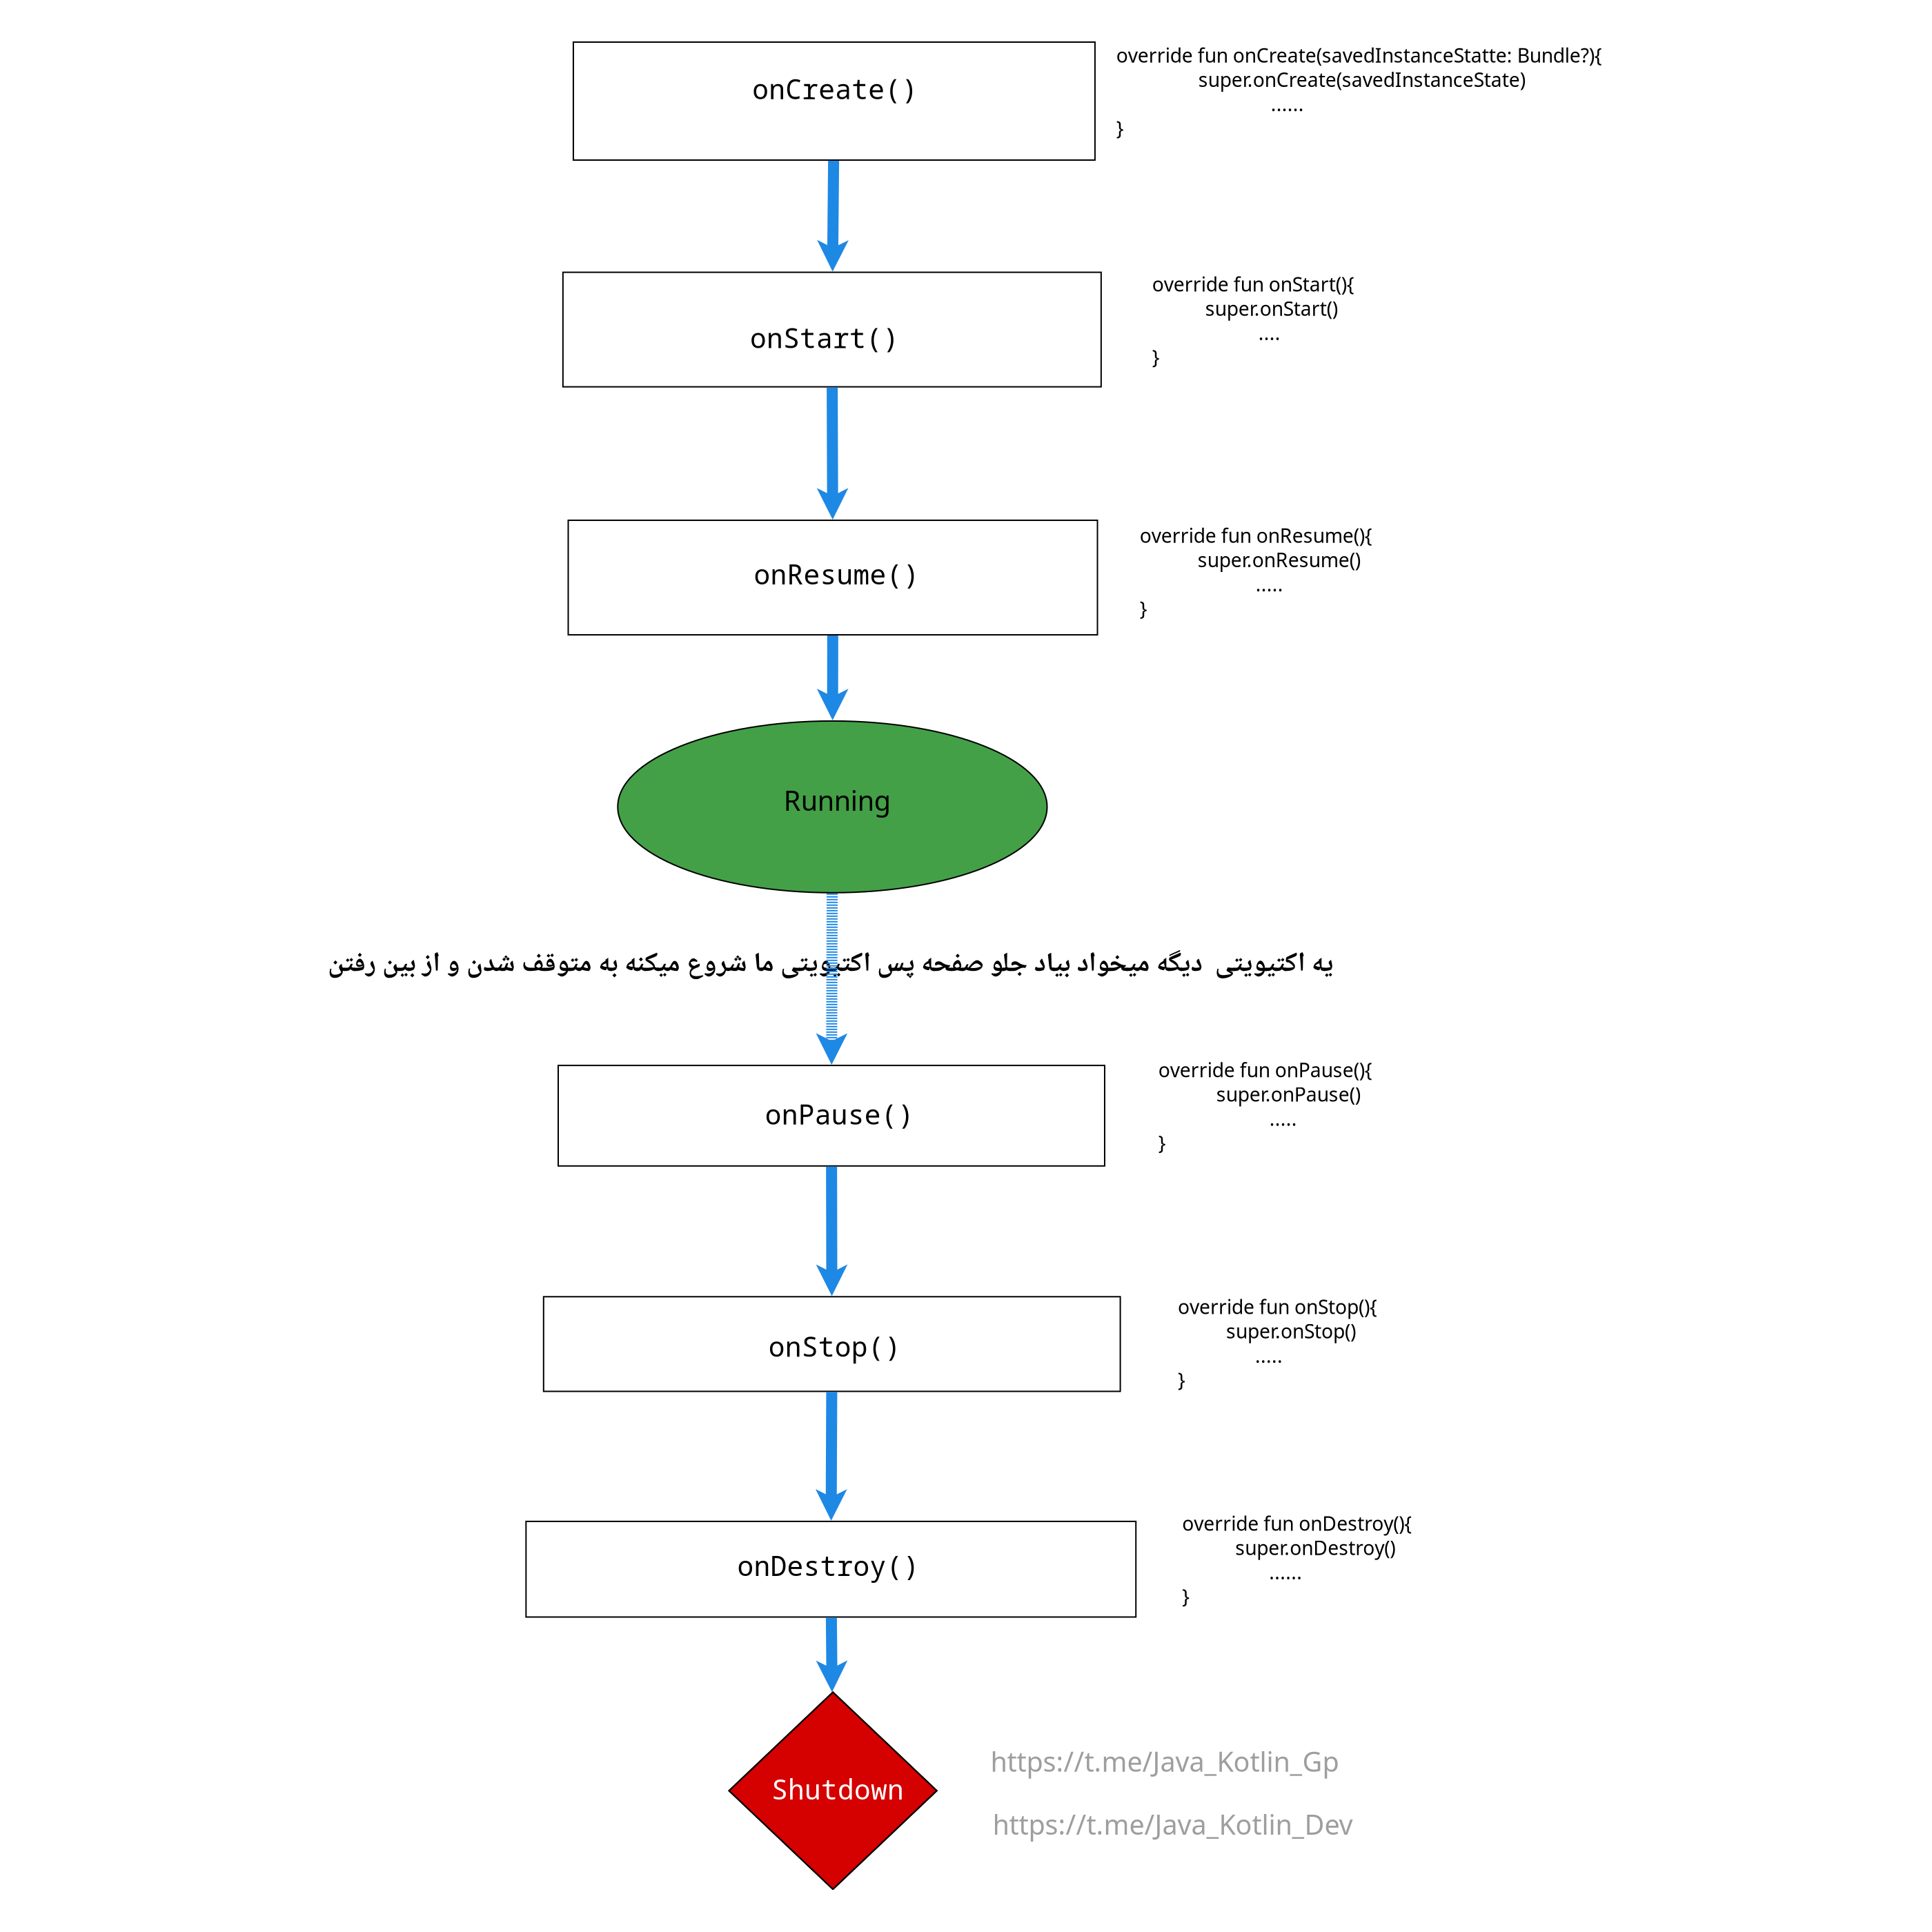 onCreate()
override fun onCreate(savedInstanceStatte: Bundle?){
super.onCreate(savedInstanceState)
......
}
onStart()
override fun onStart(){
super.onStart()
....
}
onResume()
override fun onResume(){
super.onResume()
.....
}
Running
یه اکتیویتی دیگه میخواد بیاد جلو صفحه پس اکتیویتی ما شروع میکنه به متوقف شدن و از بین رفتن
onPause()
override fun onPause(){
super.onPause()
.....
}
onStop()
override fun onStop(){
super.onStop()
.....
}
onDestroy()
override fun onDestroy(){
super.onDestroy()
......
}
Shutdown
https://t.me/Java_Kotlin_Gp
https://t.me/Java_Kotlin_Dev